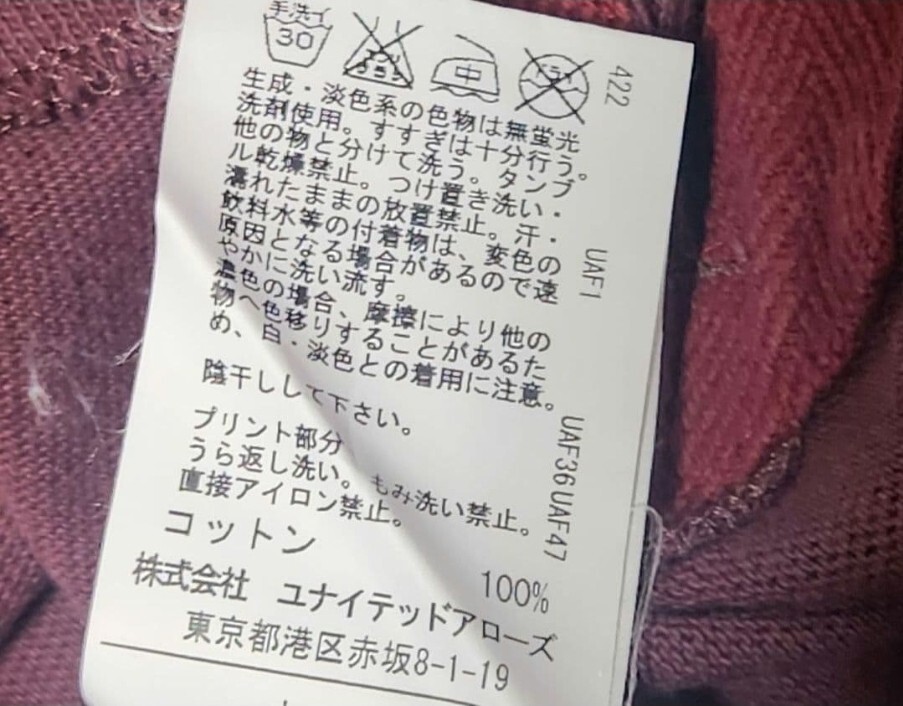 手洗イ
30
エンソ
サラシ
中
ドライ
422
生成・淡色系の色物は無蛍光
洗剤使用。すすぎは十分行う。
他の物と分けて洗う。タンブ
ル乾燥禁止。つけ置き洗い・
濡れたままの放置禁止。汗・
飲料水等の付着物は、変色の
原因となる場合があるので速
やかに洗い流す。
濃色の場合、摩擦により他の
物へ色移りすることがあるた
め、白・淡色との着用に注意。
UAF1
陰干しして下さい。
プリント部分
うら返し洗い。もみ洗い禁止。
直接アイロン禁止。
UAF36UAF47
コットン
100%
株式会社 ユナイテッドアローズ
東京都港区赤坂8-1-19